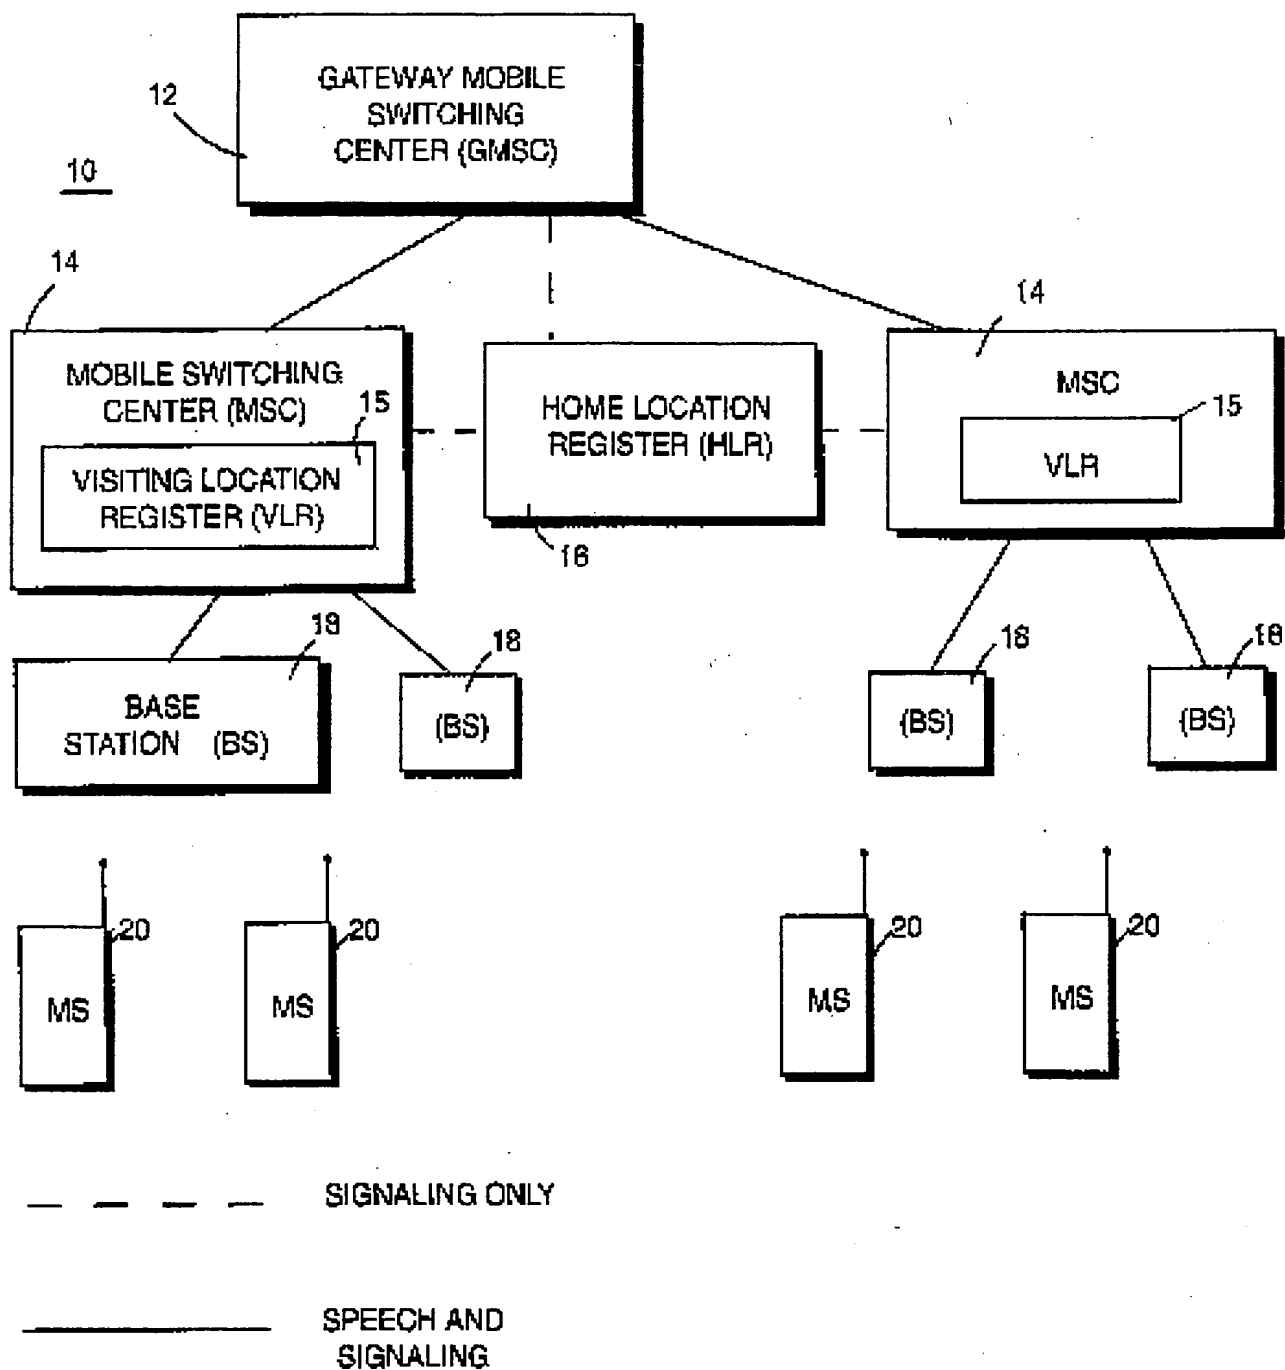 GATEWAY MOBILE
SWITCHING
CENTER (GMSC)
12
10
14
14
MOBILE SWITCHING
CENTER (MSC)
15
VISITING LOCATION
REGISTER (VLR)
HOME LOCATION
REGISTER (HLR)
16
MSC
15
VLR
18
BASE
STATION (BS)
18
(BS)
18
(BS)
18
(BS)
20
MS
20
MS
20
MS
20
MS
SIGNALING ONLY
SPEECH AND
SIGNALING